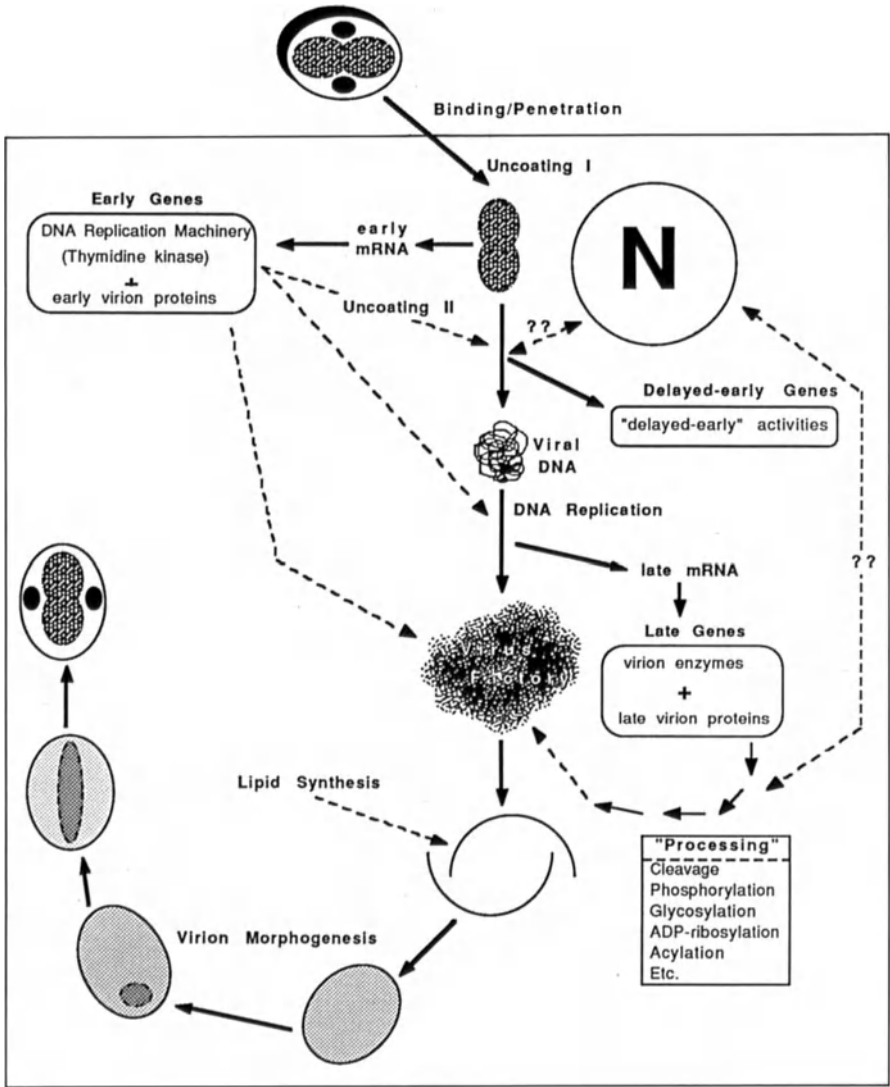 Binding/Penetration
Uncoating I
Early Genes
DNA Replication Machinery
(Thymidine kinase)
+
early virion proteins
early
mRNA
N
Uncoating II
??
Delayed-early Genes
"delayed-early" activities
Viral
DNA
DNA Replication
late mRNA
??
Late Genes
virion enzymes
+
late virion proteins
Virus
Factory
Lipid Synthesis
"Processing"
Cleavage
Phosphorylation
Glycosylation
ADP-ribosylation
Acylation
Etc.
Virion Morphogenesis